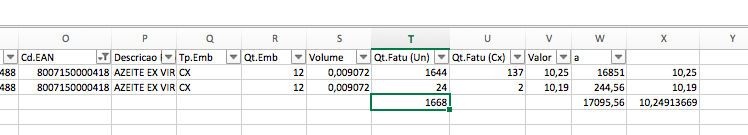 O P Q R S T U V W X Y
Cd.EAN Descricao Tp.Emb Qt.Emb Volume Qt.Fatu (Un) Qt.Fatu (Cx) Valor a
488 8007150000418 AZEITE EX VIR CX 12 0,009072 1644 137 10,25 16851 10,25
488 8007150000418 AZEITE EX VIR CX 12 0,009072 24 2 10,19 244,56 10,19
1668 17095,56 10,24913669